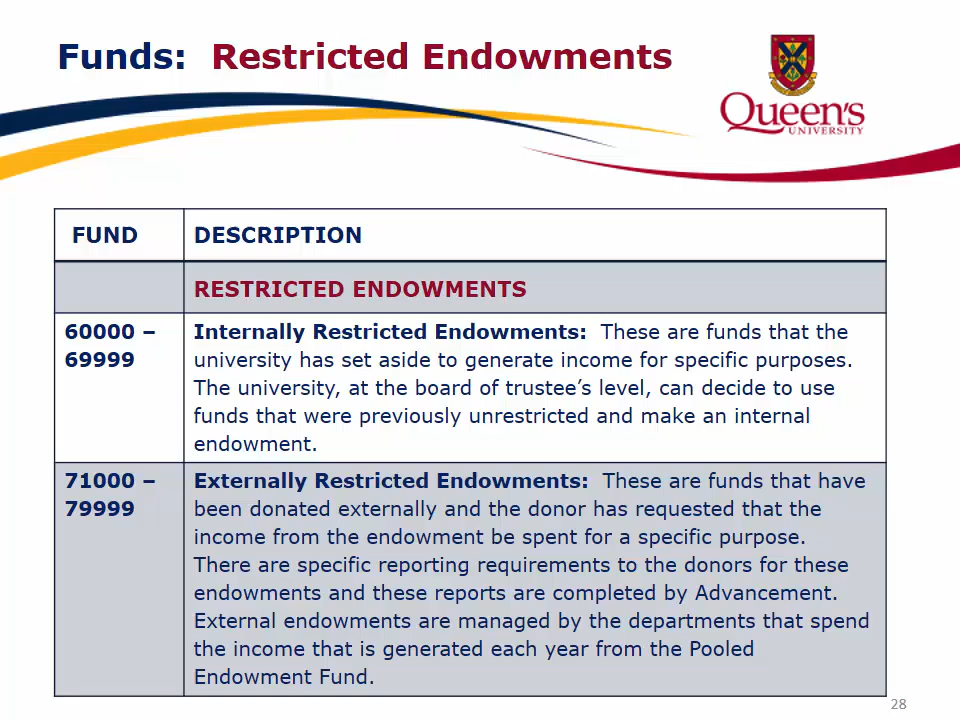 Funds: Restricted Endowments
Queen's
UNIVERSITY
FUND
DESCRIPTION
RESTRICTED ENDOWMENTS
60000 –
69999
Internally Restricted Endowments: These are funds that the
university has set aside to generate income for specific purposes.
The university, at the board of trustee's level, can decide to use
funds that were previously unrestricted and make an internal
endowment.
71000 –
79999
Externally Restricted Endowments: These are funds that have
been donated externally and the donor has requested that the
income from the endowment be spent for a specific purpose.
There are specific reporting requirements to the donors for these
endowments and these reports are completed by Advancement.
External endowments are managed by the departments that spend
the income that is generated each year from the Pooled
Endowment Fund.
28